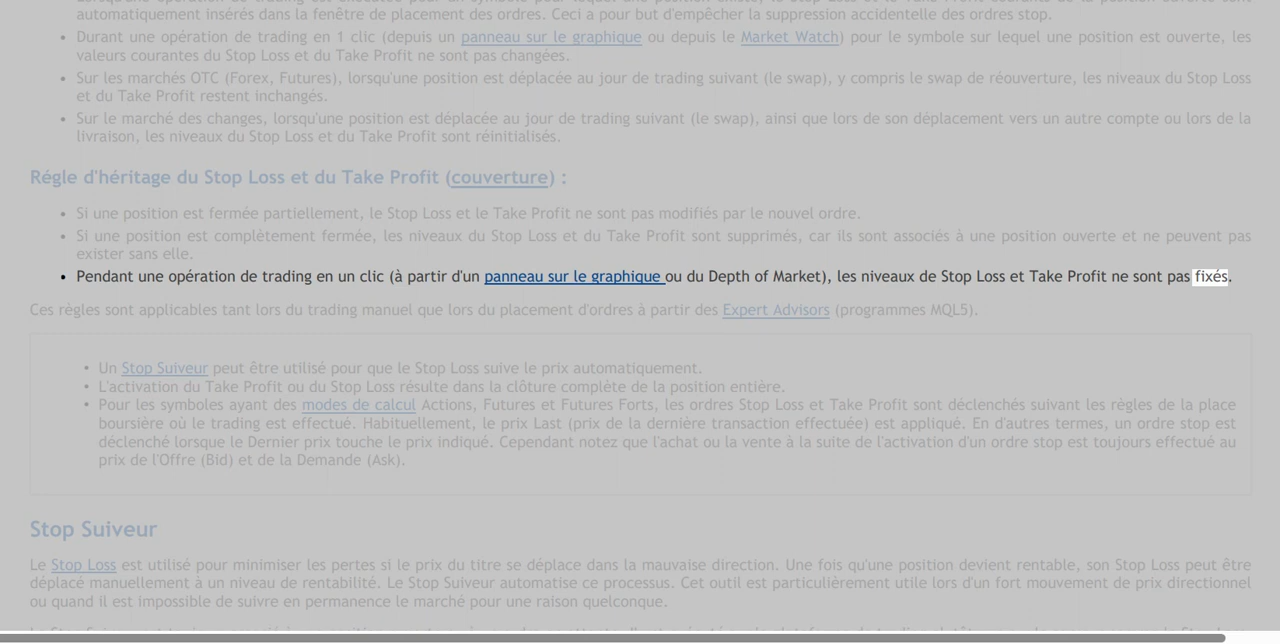 automatiquement insérés dans la fenêtre de placement des ordres. Ceci a pour but d'empêcher la suppression accidentelle des ordres stop.
• Durant une opération de trading en 1 clic (depuis un panneau sur le graphique ou depuis le Market Watch) pour le symbole sur lequel une position est ouverte, les
valeurs courantes du Stop Loss et du Take Profit ne sont pas changées.
• Sur les marchés OTC (Forex, Futures), lorsqu'une position est déplacée au jour de trading suivant (le swap), y compris le swap de réouverture, les niveaux du Stop Loss
et du Take Profit restent inchangés.
• Sur le marché des changes, lorsqu'une position est déplacée au jour de trading suivant (le swap), ainsi que lors de son déplacement vers un autre compte ou lors de la
livraison, les niveaux du Stop Loss et du Take Profit sont réinitialisés.
Régle d'héritage du Stop Loss et du Take Profit (couverture) :
• Si une position est fermée partiellement, le Stop Loss et le Take Profit ne sont pas modifiés par le nouvel ordre.
• Si une position est complètement fermée, les niveaux du Stop Loss et du Take Profit sont supprimés, car ils sont associés à une position ouverte et ne peuvent pas
exister sans elle.
• Pendant une opération de trading en un clic (à partir d'un panneau sur le graphique ou du Depth of Market), les niveaux de Stop Loss et Take Profit ne sont pas fixés.
Ces règles sont applicables tant lors du trading manuel que lors du placement d'ordres à partir des Expert Advisors (programmes MQL5).
• Un Stop Suiveur peut être utilisé pour que le Stop Loss suive le prix automatiquement.
• L'activation du Take Profit ou du Stop Loss résulte dans la clôture complète de la position entière.
• Pour les symboles ayant des modes de calcul Actions, Futures et Futures Forts, les ordres Stop Loss et Take Profit sont déclenchés suivant les règles de la place
boursière où le trading est effectué. Habituellement, le prix Last (prix de la dernière transaction effectuée) est appliqué. En d'autres termes, un ordre stop est
déclenché lorsque le Dernier prix touche le prix indiqué. Cependant notez que l'achat ou la vente à la suite de l'activation d'un ordre stop est toujours effectué au
prix de l'Offre (Bid) et de la Demande (Ask).
Stop Suiveur
Le Stop Loss est utilisé pour minimiser les pertes si le prix du titre se déplace dans la mauvaise direction. Une fois qu'une position devient rentable, son Stop Loss peut être
déplacé manuellement à un niveau de rentabilité. Le Stop Suiveur automatise ce processus. Cet outil est particulièrement utile lors d'un fort mouvement de prix directionnel
ou quand il est impossible de suivre en permanence le marché pour une raison quelconque.